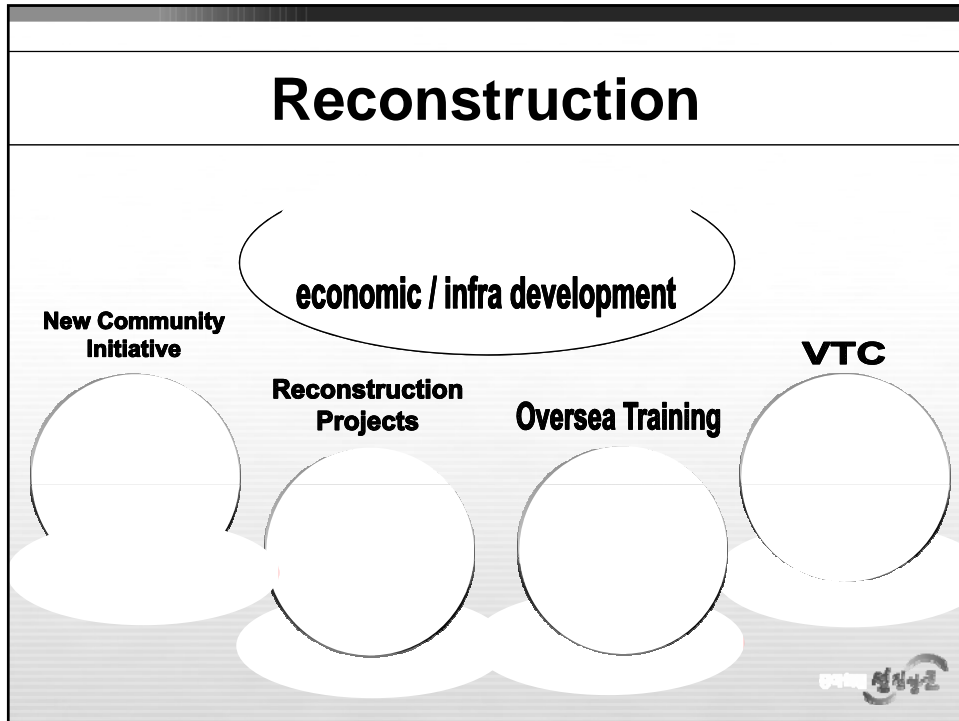 Reconstruction
economic / infra development
New Community
Initiative
VTC
Reconstruction
Projects
Oversea Training